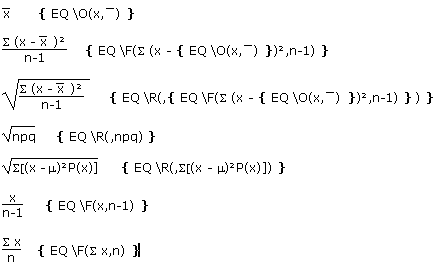 x̅ { EQ \O(x,¯) }
Σ (x - x̅ )²
n-1 { EQ \F(Σ (x - { EQ \O(x,¯) })²,n-1) }
√ Σ (x - x̅ )²
n-1 { EQ \R(,{ EQ \F(Σ (x - { EQ \O(x,¯) })²,n-1) } ) }
√npq { EQ \R(,npq) }
√Σ[(x - μ)²P(x)] { EQ \R(,Σ[(x - μ)²P(x)]) }
x
n-1 { EQ \F(x,n-1) }
Σ x
n { EQ \F(Σ x,n) }